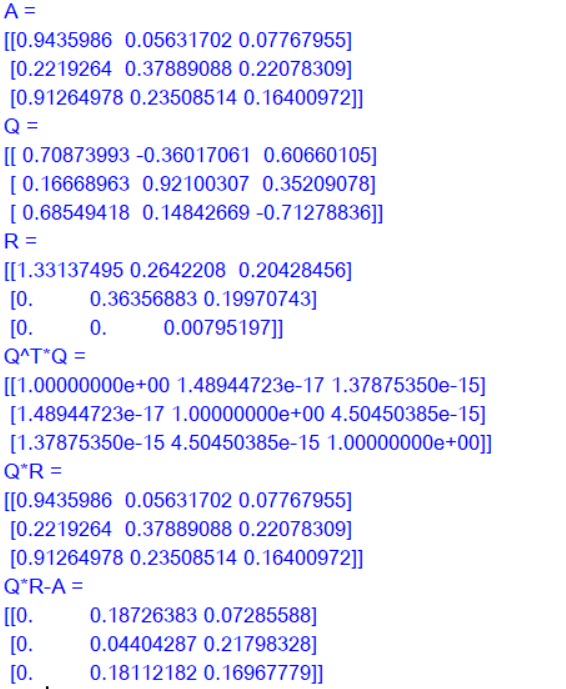 A =
[[0.9435986  0.05631702 0.07767955]
[0.2219264  0.37889088 0.22078309]
[0.91264978 0.23508514 0.16400972]]
Q =
[[ 0.70873993 -0.36017061  0.60660105]
[ 0.16668963  0.92100307  0.35209078]
[ 0.68549418  0.14842669 -0.71278836]]
R =
[[1.33137495 0.2642208  0.20428456]
[0.         0.36356883 0.19970743]
[0.         0.         0.00795197]]
Q^T*Q =
[[1.00000000e+00 1.48944723e-17 1.37875350e-15]
[1.48944723e-17 1.00000000e+00 4.50450385e-15]
[1.37875350e-15 4.50450385e-15 1.00000000e+00]]
Q*R =
[[0.9435986  0.05631702 0.07767955]
[0.2219264  0.37889088 0.22078309]
[0.91264978 0.23508514 0.16400972]]
Q*R-A =
[[0.         0.18726383 0.07285588]
[0.         0.04404287 0.21798328]
[0.         0.18112182 0.16967779]]